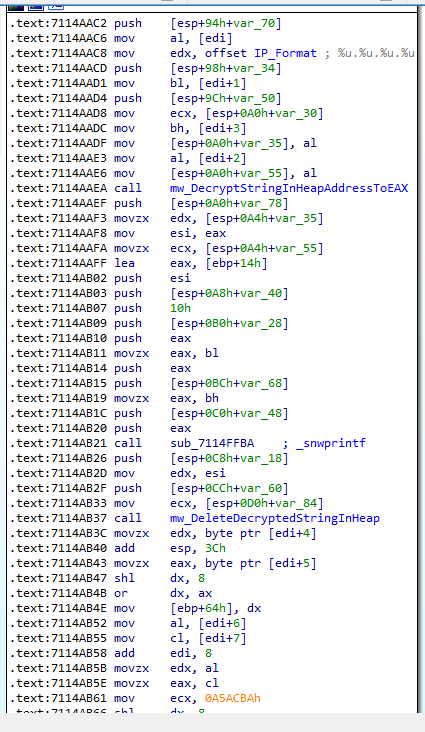 .text:7114AAC2 push    [esp+94h+var_70]
.text:7114AAC6 mov     al, [edi]
.text:7114AAC8 mov     edx, offset IP_Format ; %u.%u.%u.%u
.text:7114AACD push    [esp+98h+var_34]
.text:7114AAD1 mov     bl, [edi+1]
.text:7114AAD4 push    [esp+9Ch+var_50]
.text:7114AAD8 mov     ecx, [esp+0A0h+var_30]
.text:7114AADC mov     bh, [edi+3]
.text:7114AADF mov     [esp+0A0h+var_35], al
.text:7114AAE3 mov     al, [edi+2]
.text:7114AAE6 mov     [esp+0A0h+var_55], al
.text:7114AAEA call    mw_DecryptStringInHeapAddressToEAX
.text:7114AAEF push    [esp+0A0h+var_78]
.text:7114AAF3 movzx   edx, [esp+0A4h+var_35]
.text:7114AAF8 mov     esi, eax
.text:7114AAFA movzx   ecx, [esp+0A4h+var_55]
.text:7114AAFF lea     eax, [ebp+14h]
.text:7114AB02 push    esi
.text:7114AB03 push    [esp+0A8h+var_40]
.text:7114AB07 push    10h
.text:7114AB09 push    [esp+0B0h+var_28]
.text:7114AB10 push    eax
.text:7114AB11 movzx   eax, bl
.text:7114AB14 push    eax
.text:7114AB15 push    [esp+0BCh+var_68]
.text:7114AB19 movzx   eax, bh
.text:7114AB1C push    [esp+0C0h+var_48]
.text:7114AB20 push    eax
.text:7114AB21 call    sub_7114FFBA    ; _snwprintf
.text:7114AB26 push    [esp+0C8h+var_18]
.text:7114AB2D mov     edx, esi
.text:7114AB2F push    [esp+0CCh+var_60]
.text:7114AB33 mov     ecx, [esp+0D0h+var_84]
.text:7114AB37 call    mw_DeleteDecryptedStringInHeap
.text:7114AB3C movzx   edx, byte ptr [edi+4]
.text:7114AB40 add     esp, 3Ch
.text:7114AB43 movzx   eax, byte ptr [edi+5]
.text:7114AB47 shl     dx, 8
.text:7114AB4B or      dx, ax
.text:7114AB4E mov     [ebp+64h], dx
.text:7114AB52 mov     al, [edi+6]
.text:7114AB55 mov     cl, [edi+7]
.text:7114AB58 add     edi, 8
.text:7114AB5B movzx   edx, al
.text:7114AB5E movzx   eax, cl
.text:7114AB61 mov     ecx, 0A5ACBAh
.text:7114AB66 shl     dx, 8